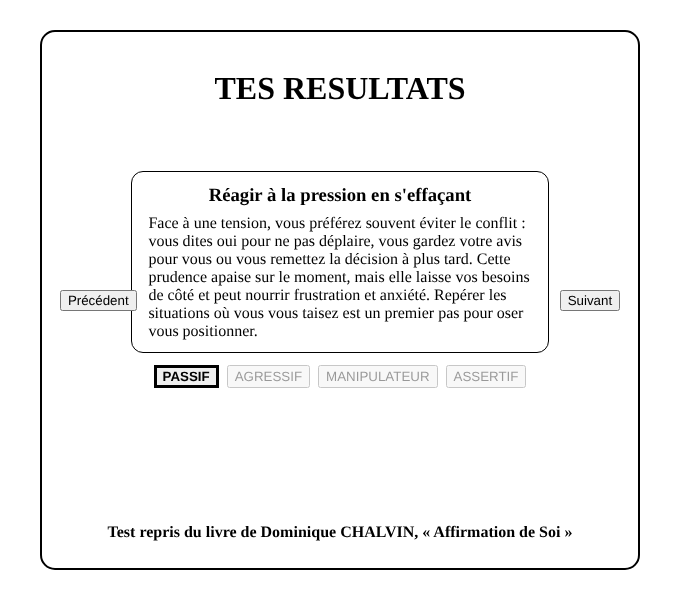 TES RESULTATS
Réagir à la pression en s'effaçant
Face à une tension, vous préférez souvent éviter le conflit :
vous dites oui pour ne pas déplaire, vous gardez votre avis
pour vous ou vous remettez la décision à plus tard. Cette
prudence apaise sur le moment, mais elle laisse vos besoins
de côté et peut nourrir frustration et anxiété. Repérer les
situations où vous vous taisez est un premier pas pour oser
vous positionner.
Précédent
Suivant
PASSIF AGRESSIF MANIPULATEUR ASSERTIF
Test repris du livre de Dominique CHALVIN, « Affirmation de Soi »